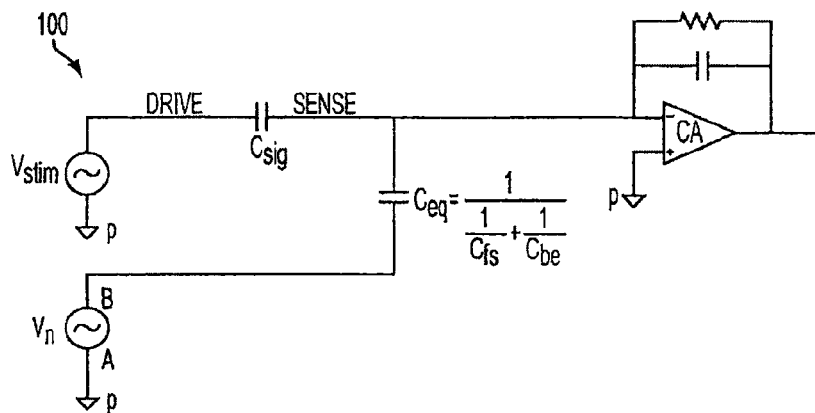 100
DRIVE
SENSE
Csig
Vstim
p
Ceq = 1 / (1/Cfs + 1/Cbe)
CA
-
+
p
Vn
B
A
p